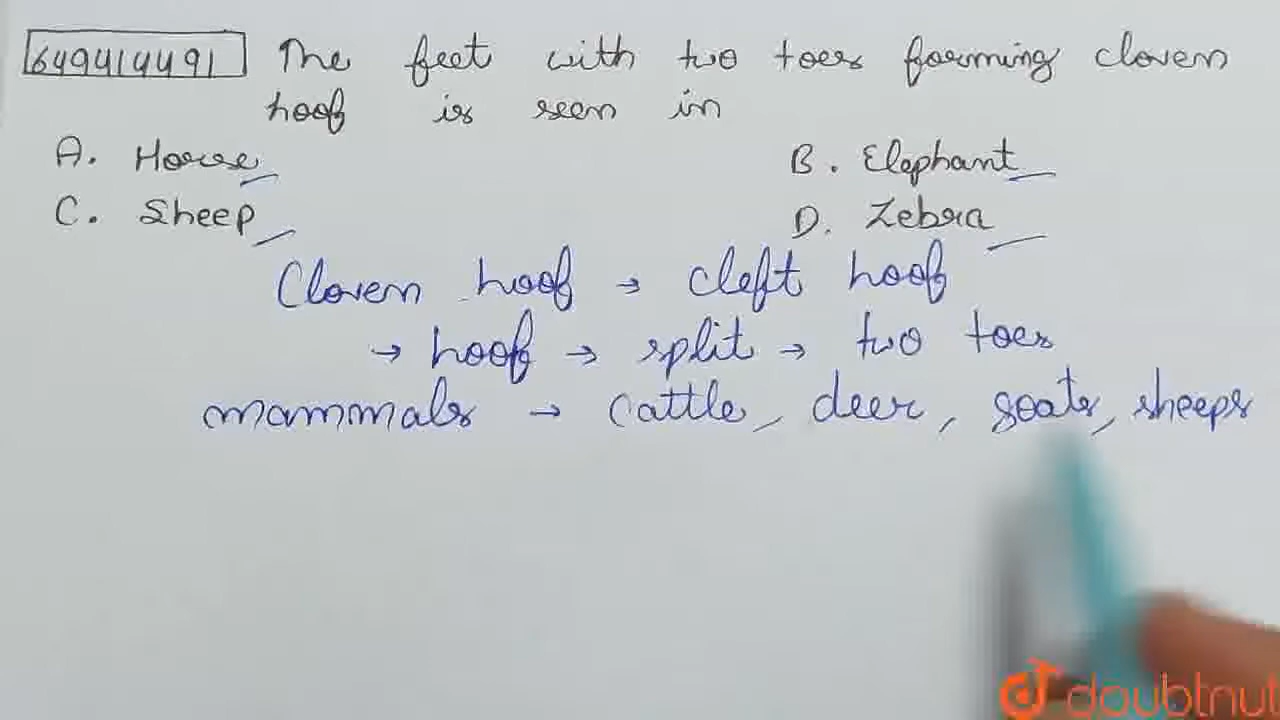 649414491 The feet with two toes forming cloven
hoof is seen in
A. Horse B. Elephant
C. Sheep D. Zebra
Cloven hoof → cleft hoof
→ hoof → split → two toes
mammals → cattle, deer, goats, sheeps
doubtnut